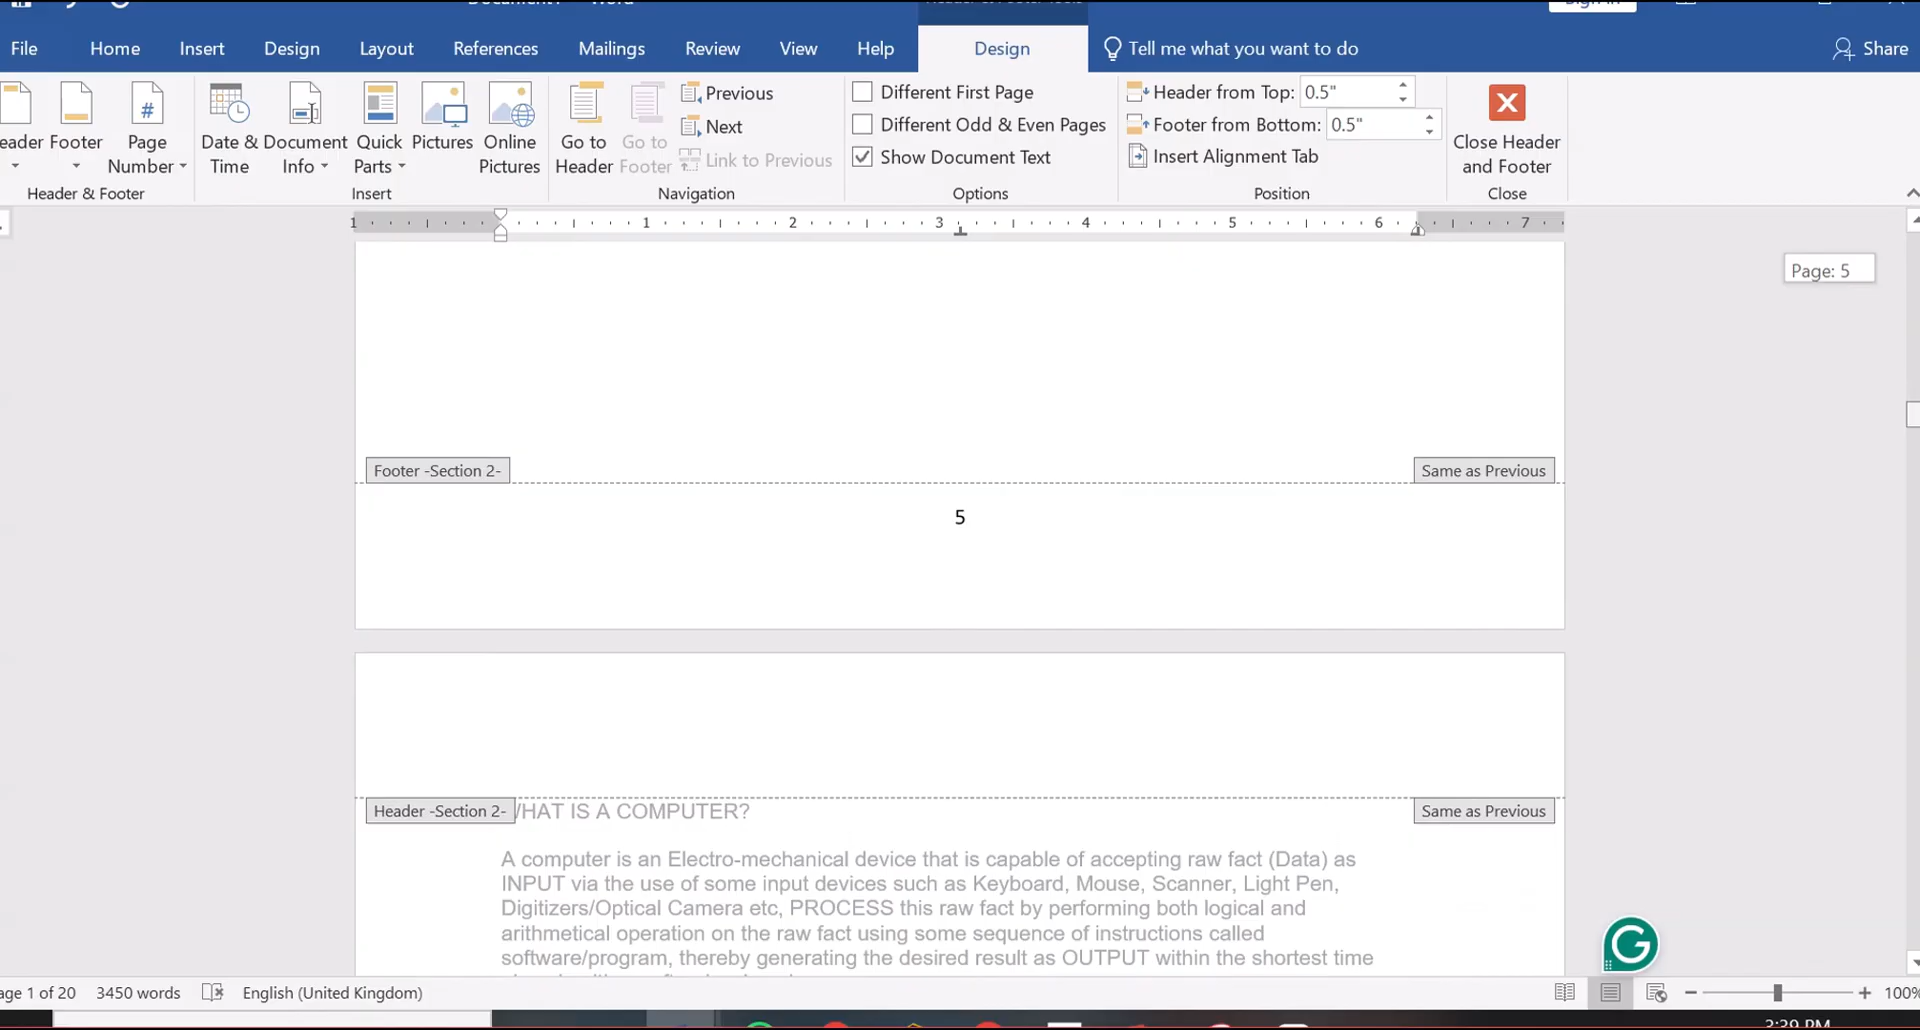 File Home Insert Design Layout References Mailings Review View Help Design Tell me what you want to do Share
eader Footer Page Number Date & Time Document Info Quick Parts Pictures Online Pictures Go to Header Go to Footer
Previous
Next
Link to Previous
Different First Page
Different Odd & Even Pages
Show Document Text
Header from Top: 0.5"
Footer from Bottom: 0.5"
Insert Alignment Tab
Close Header and Footer
Header & Footer Insert Navigation Options Position Close
1 1 2 3 4 5 6 7
Page: 5
Footer -Section 2- Same as Previous
5
Header -Section 2- HAT IS A COMPUTER? Same as Previous
A computer is an Electro-mechanical device that is capable of accepting raw fact (Data) as
INPUT via the use of some input devices such as Keyboard, Mouse, Scanner, Light Pen,
Digitizers/Optical Camera etc, PROCESS this raw fact by performing both logical and
arithmetical operation on the raw fact using some sequence of instructions called
software/program, thereby generating the desired result as OUTPUT within the shortest time
age 1 of 20 3450 words English (United Kingdom) 100%